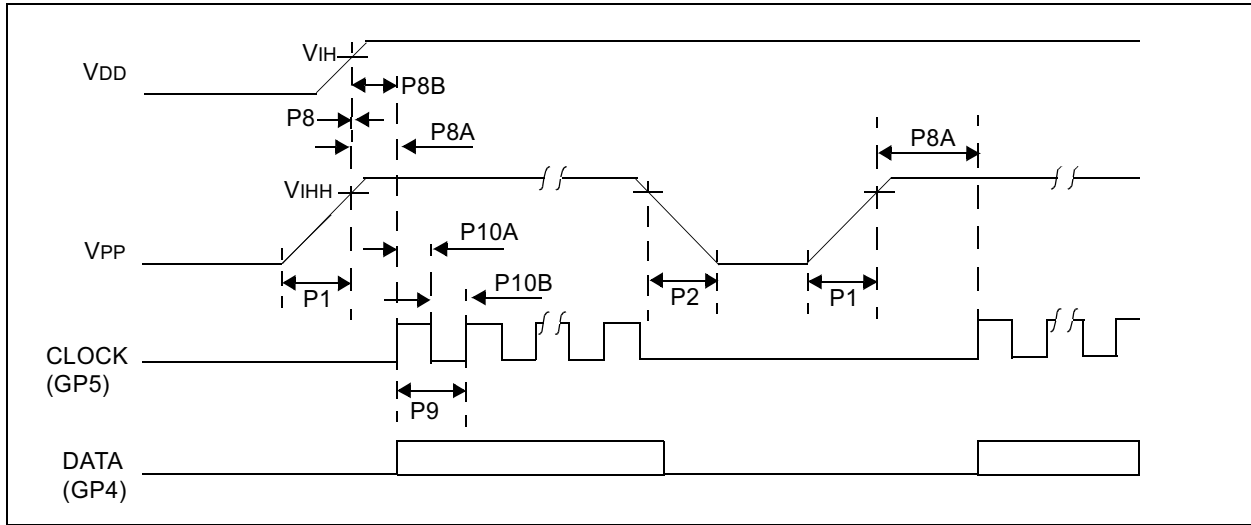 VIH
VDD
P8B
P8
P8A
P8A
VIHH
P10A
VPP
P10B
P1
P2
P1
CLOCK
(GP5)
P9
DATA
(GP4)